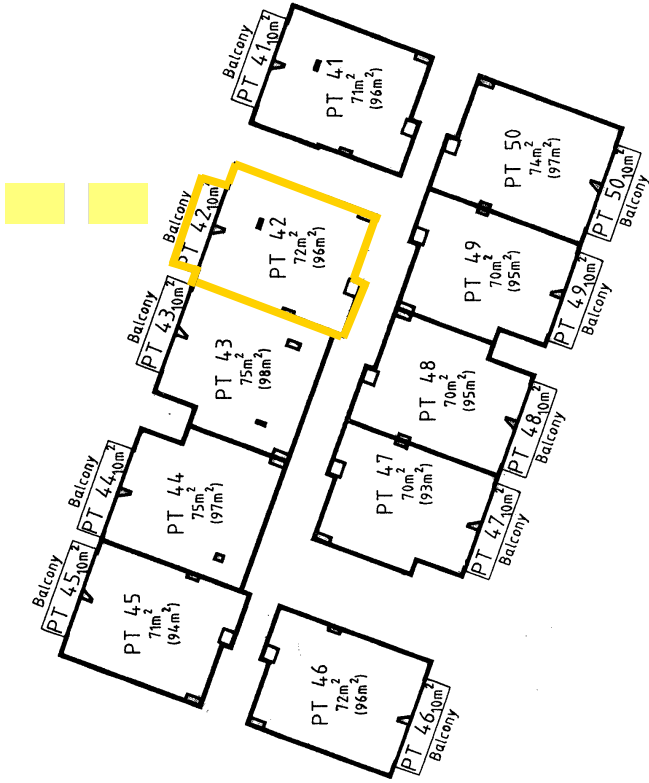 Balcony
PT 41 10m²
PT 41
71m²
(96m²)
PT 50
74m²
(97m²)
PT 50 10m²
Balcony
Balcony
PT 42 10m²
PT 42
72m²
(96m²)
PT 49
70m²
(95m²)
PT 49 10m²
Balcony
Balcony
PT 43 10m²
PT 43
75m²
(98m²)
PT 48
70m²
(95m²)
PT 48 10m²
Balcony
Balcony
PT 44 10m²
PT 44
75m²
(97m²)
PT 47
70m²
(93m²)
PT 47 10m²
Balcony
Balcony
PT 45 10m²
PT 45
71m²
(94m²)
PT 46
72m²
(96m²)
PT 46 10m²
Balcony